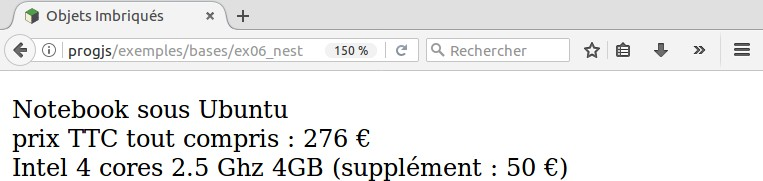 Objets Imbriqués
progjs/exemples/bases/ex06_nest
150 %
Rechercher
Notebook sous Ubuntu
prix TTC tout compris : 276 €
Intel 4 cores 2.5 Ghz 4GB (supplément : 50 €)